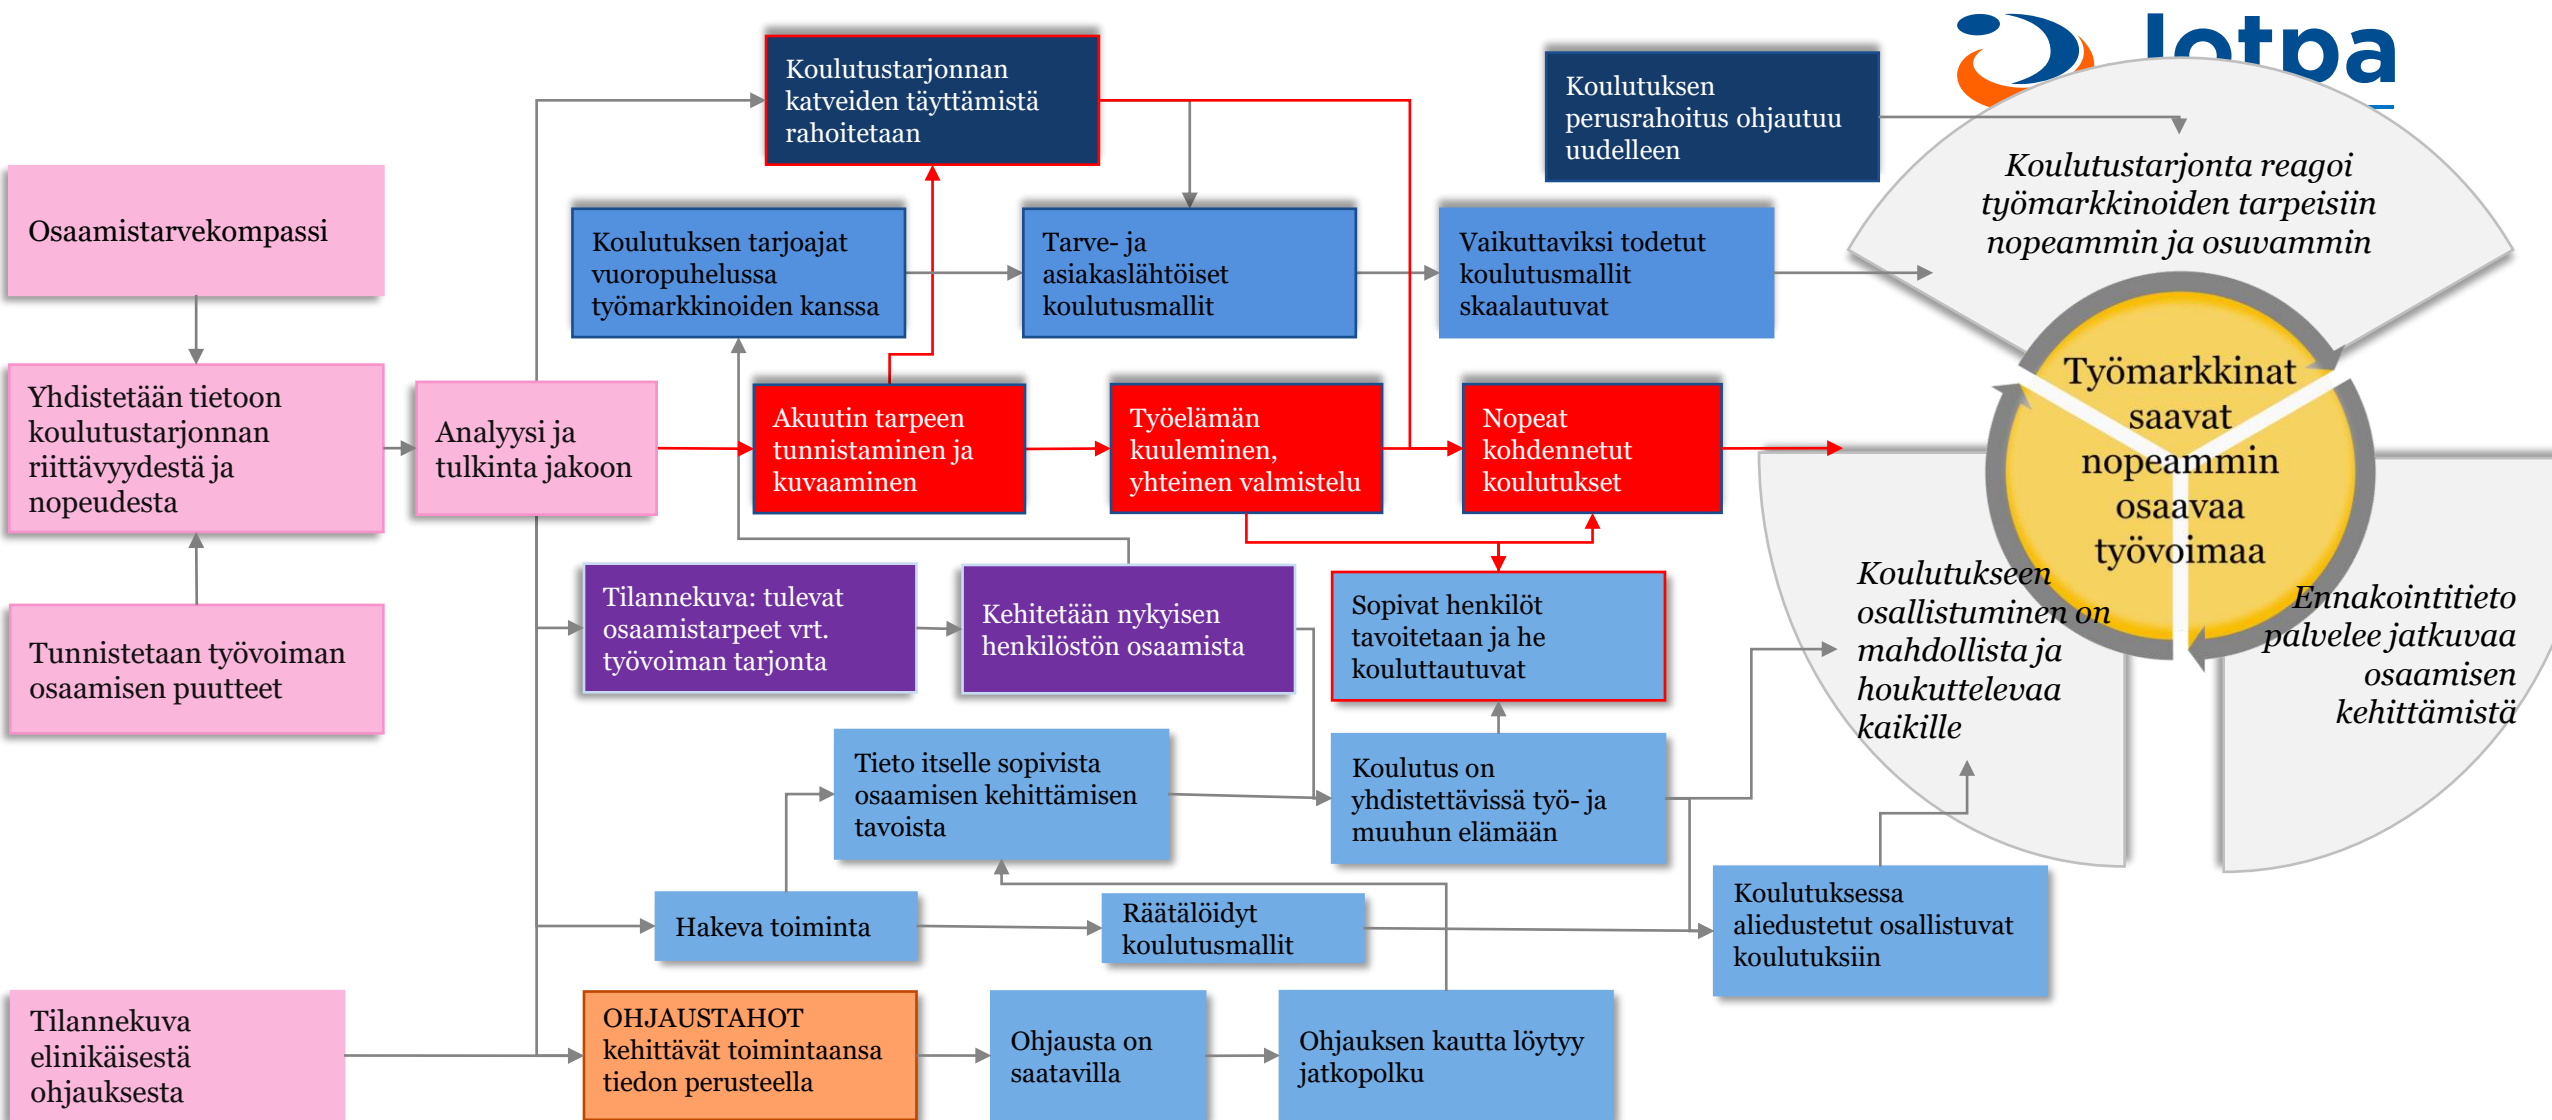 Jotpa
Koulutustarjonnan
katveiden täyttämistä
rahoitetaan
Koulutuksen
perusrahoitus ohjautuu
uudelleen
Koulutustarjonta reagoi
työmarkkinoiden tarpeisiin
nopeammin ja osuvammin
Osaamistarvekompassi
Koulutuksen tarjoajat
vuoropuhelussa
työmarkkinoiden kanssa
Tarve- ja
asiakaslähtöiset
koulutusmallit
Vaikuttaviksi todetut
koulutusmallit
skaalautuvat
Yhdistetään tietoon
koulutustarjonnan
riittävyydestä ja
nopeudesta
Analyysi ja
tulkinta jakoon
Akuutin tarpeen
tunnistaminen ja
kuvaaminen
Työelämän
kuuleminen,
yhteinen valmistelu
Nopeat
kohdennetut
koulutukset
Työmarkkinat
saavat
nopeammin
osaavaa
työvoimaa
Tunnistetaan työvoiman
osaamisen puutteet
Tilannekuva: tulevat
osaamistarpeet vrt.
työvoiman tarjonta
Kehitetään nykyisen
henkilöstön osaamista
Sopivat henkilöt
tavoitetaan ja he
kouluttautuvat
Koulutukseen
osallistuminen on
mahdollista ja
houkuttelevaa
kaikille
Ennakointitieto
palvelee jatkuvaa
osaamisen
kehittämistä
Tieto itselle sopivista
osaamisen kehittämisen
tavoista
Koulutus on
yhdistettävissä työ- ja
muuhun elämään
Hakeva toiminta
Räätälöidyt
koulutusmallit
Koulutuksessa
aliedustetut osallistuvat
koulutuksiin
Tilannekuva
elinikäisestä
ohjauksesta
OHJAUSTAHOT
kehittävät toimintaansa
tiedon perusteella
Ohjausta on
saatavilla
Ohjauksen kautta löytyy
jatkopolku